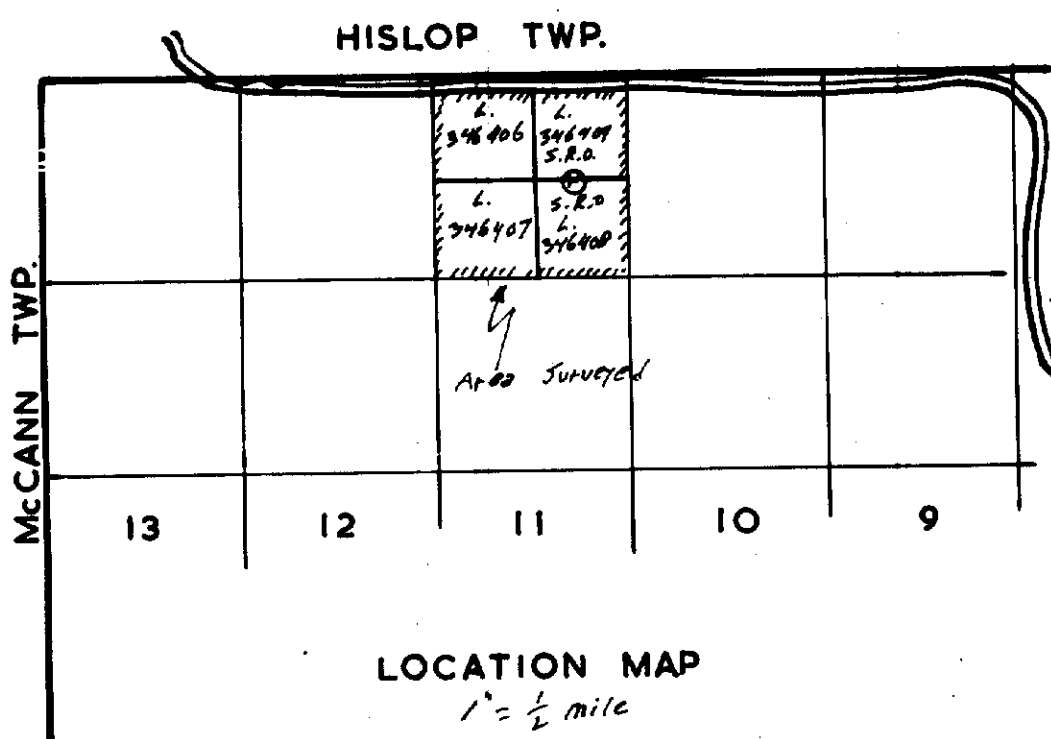 HISLOP TWP.
L.
346406
L.
346409
S.R.O.
P
L.
346407
S.R.O
L.
346408
Area Surveyed
McCANN TWP.
13 12 11 10 9
LOCATION MAP
1" = 1/2 mile